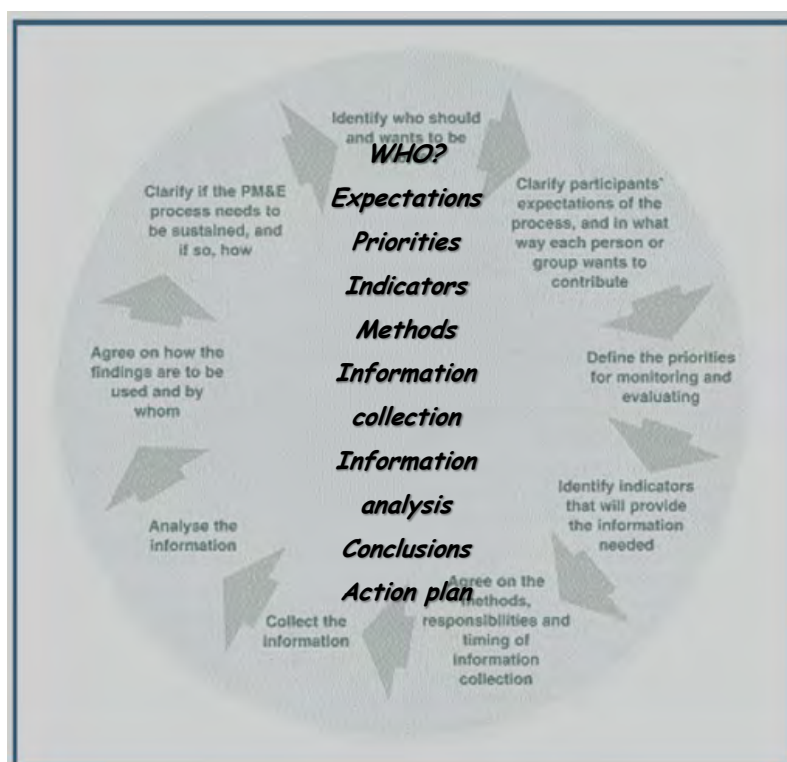 Identify who should
and wants to be
WHO?
Expectations
Priorities
Indicators
Methods
Information
collection
Information
analysis
Conclusions
Action plan
Clarify participants'
expectations of the
process, and in what
way each person or
group wants to
contribute
Define the priorities
for monitoring and
evaluating
Identify indicators
that will provide
the information
needed
Agree on the
methods,
responsibilities and
timing of
information
collection
Collect the
information
Analyse the
information
Agree on how the
findings are to be
used and by
whom
Clarify if the PM&E
process needs to
be sustained, and
if so, how